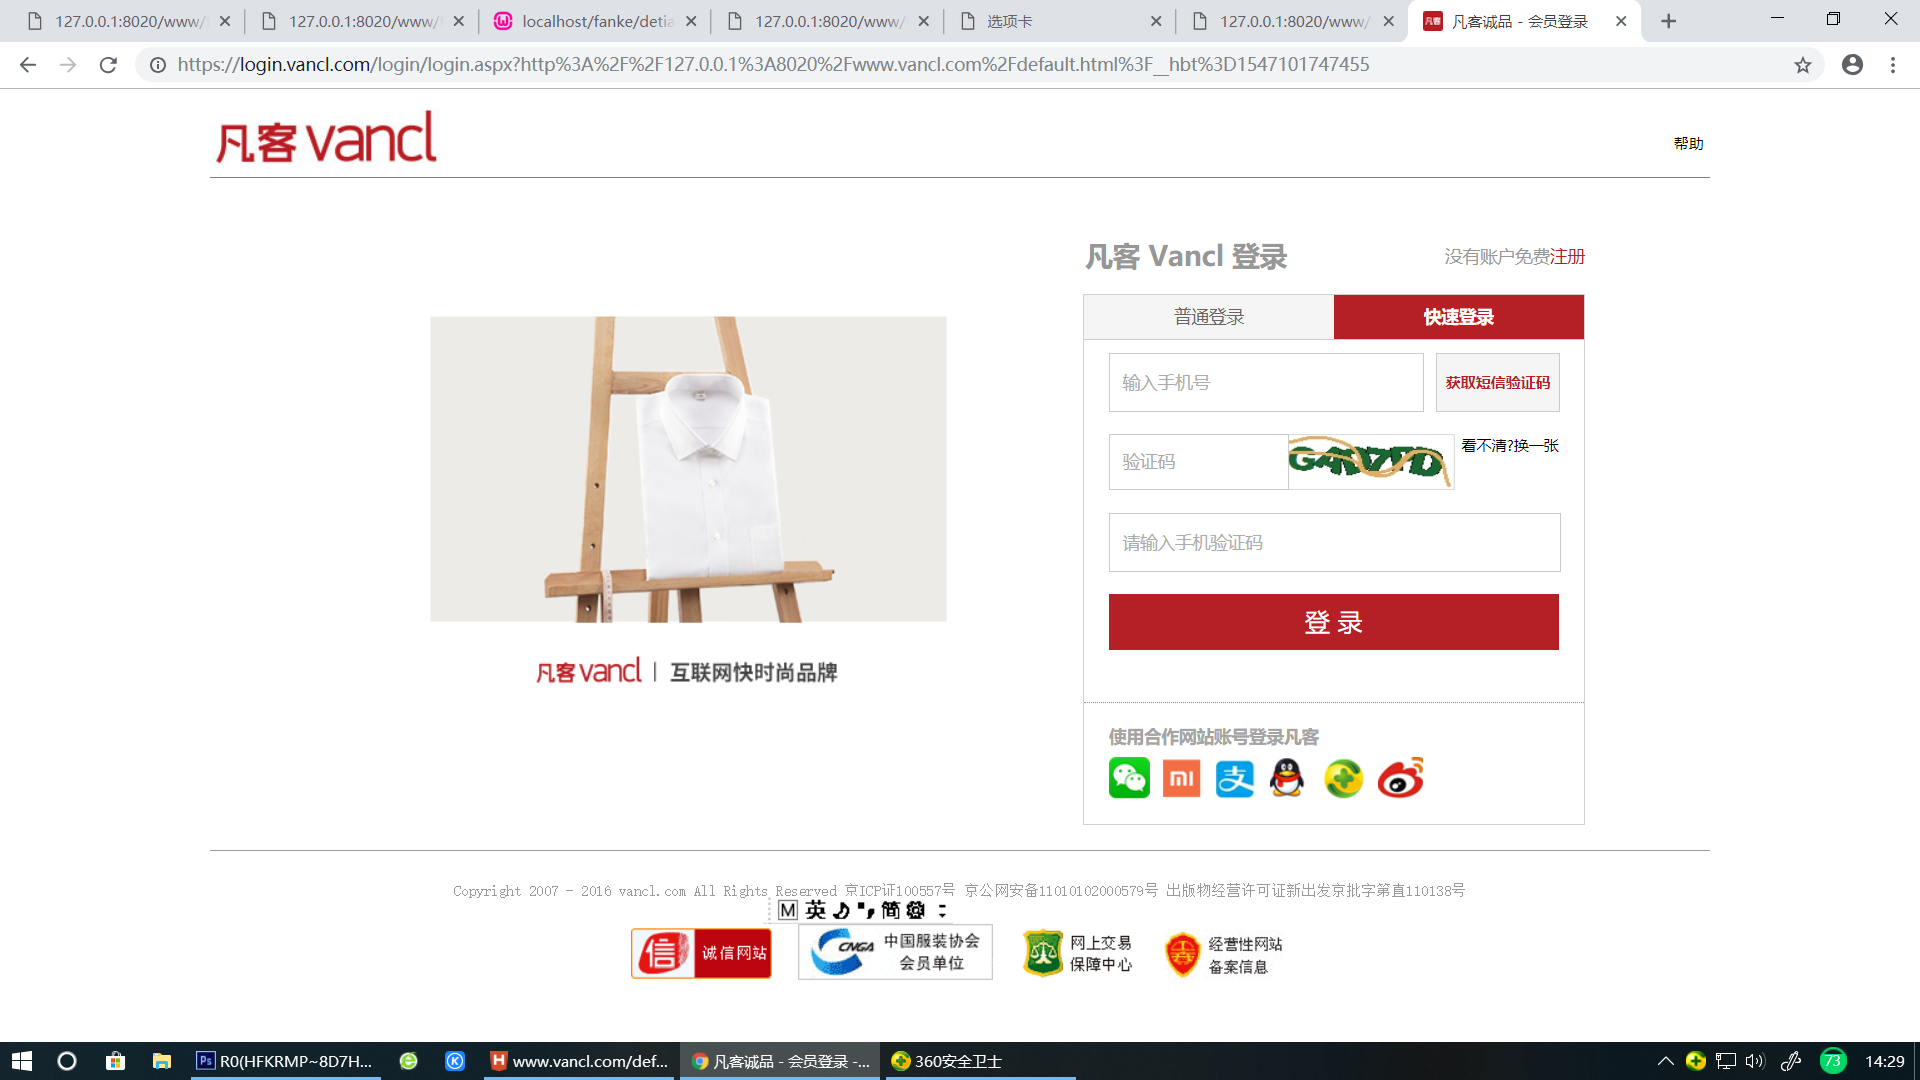 127.0.0.1:8020/www/
127.0.0.1:8020/www/
localhost/fanke/detia
127.0.0.1:8020/www/
选项卡
127.0.0.1:8020/www/
凡客诚品 - 会员登录
https://login.vancl.com/login/login.aspx?http%3A%2F%2F127.0.0.1%3A8020%2Fwww.vancl.com%2Fdefault.html%3F__hbt%3D1547101747455
凡客 vancl
帮助
凡客 Vancl 登录
没有账户免费注册
普通登录
快速登录
输入手机号
获取短信验证码
验证码
看不清?换一张
请输入手机验证码
登 录
凡客 vancl | 互联网快时尚品牌
使用合作网站账号登录凡客
mi
支
Copyright 2007 - 2016 vancl.com All Rights Reserved 京ICP证100557号 京公网安备11010102000579号 出版物经营许可证新出发京批字第直110138号
M 英 简
信 诚信网站
CNGA 中国服装协会
会员单位
网上交易
保障中心
经营性网站
备案信息
Ps R0(HFKRMP~8D7H...
www.vancl.com/def...
凡客诚品 - 会员登录 -...
360安全卫士
73
14:29